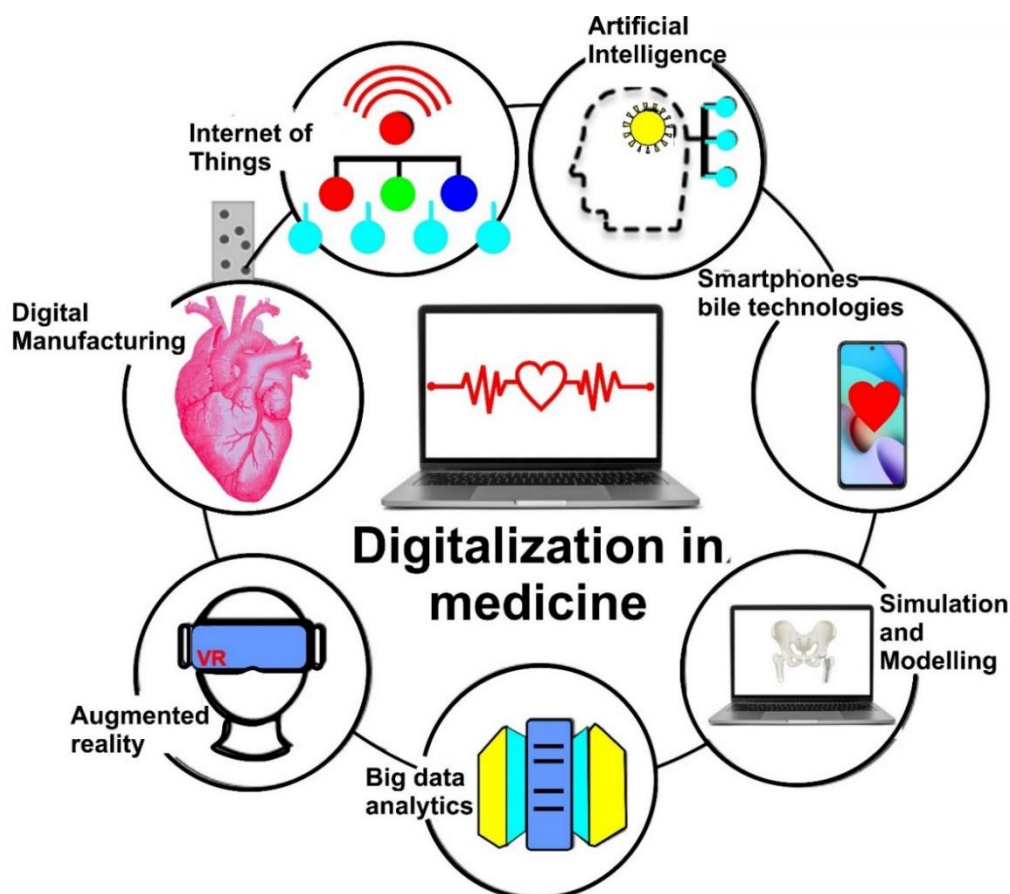 Artificial
Intelligence
Internet of
Things
Smartphones
bile technologies
Digital
Manufacturing
Digitalization in
medicine
Simulation
and
Modelling
VR
Augmented
reality
Big data
analytics